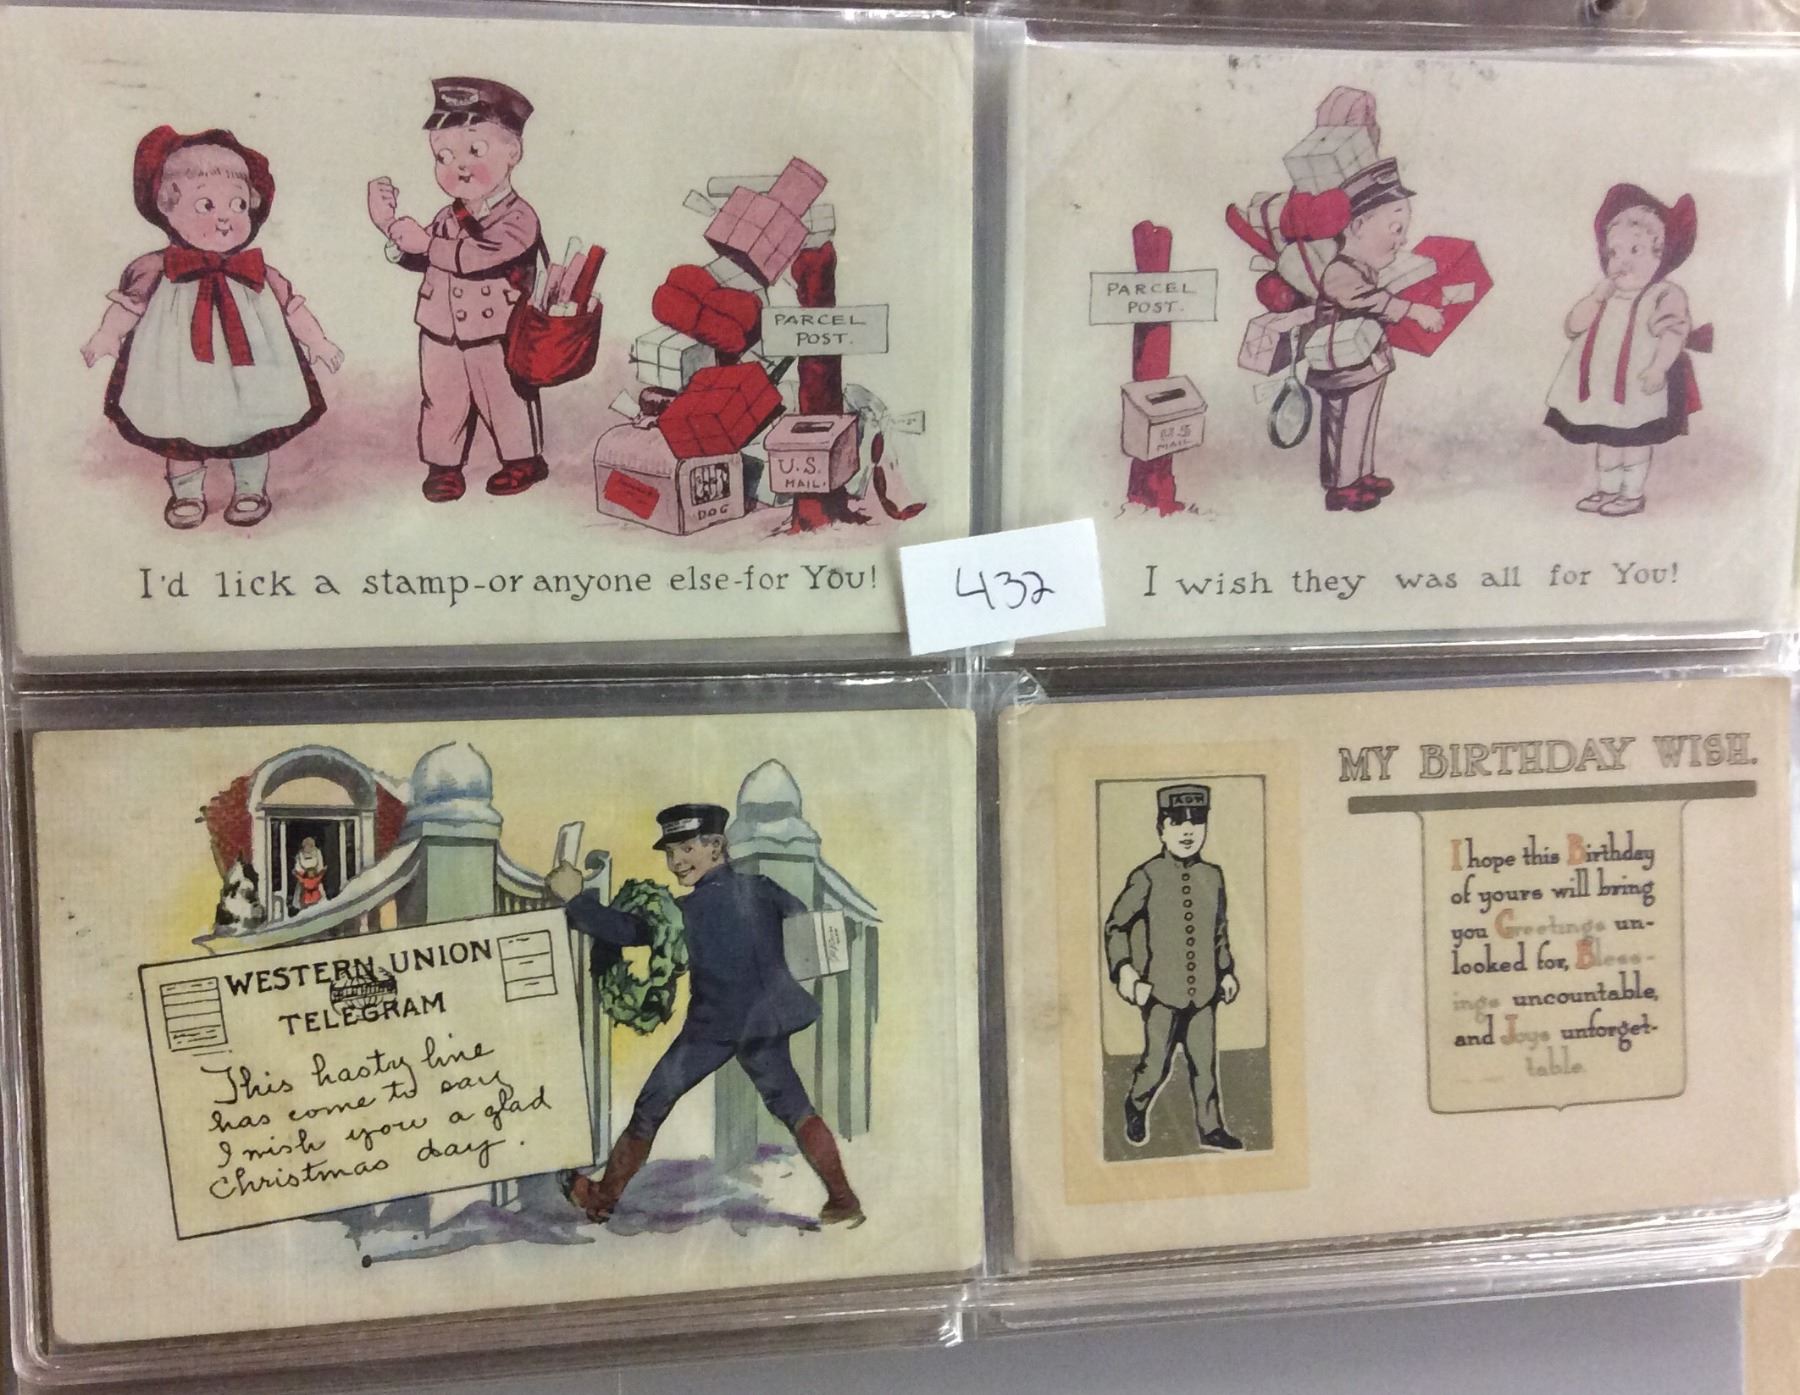 PARCEL
POST.
U.S.
MAIL.
DOG
I'd lick a stamp-or anyone else-for You!
PARCEL
POST.
U.S
MAIL
I wish they was all for You!
432
WESTERN UNION
TELEGRAM
This hasty line
has come to say
I wish you a glad
Christmas day.
MY BIRTHDAY WISH.
I hope this Birthday
of yours will bring
you Greetings un-
looked for, Bless-
ings uncountable,
and Joys unforget-
table.